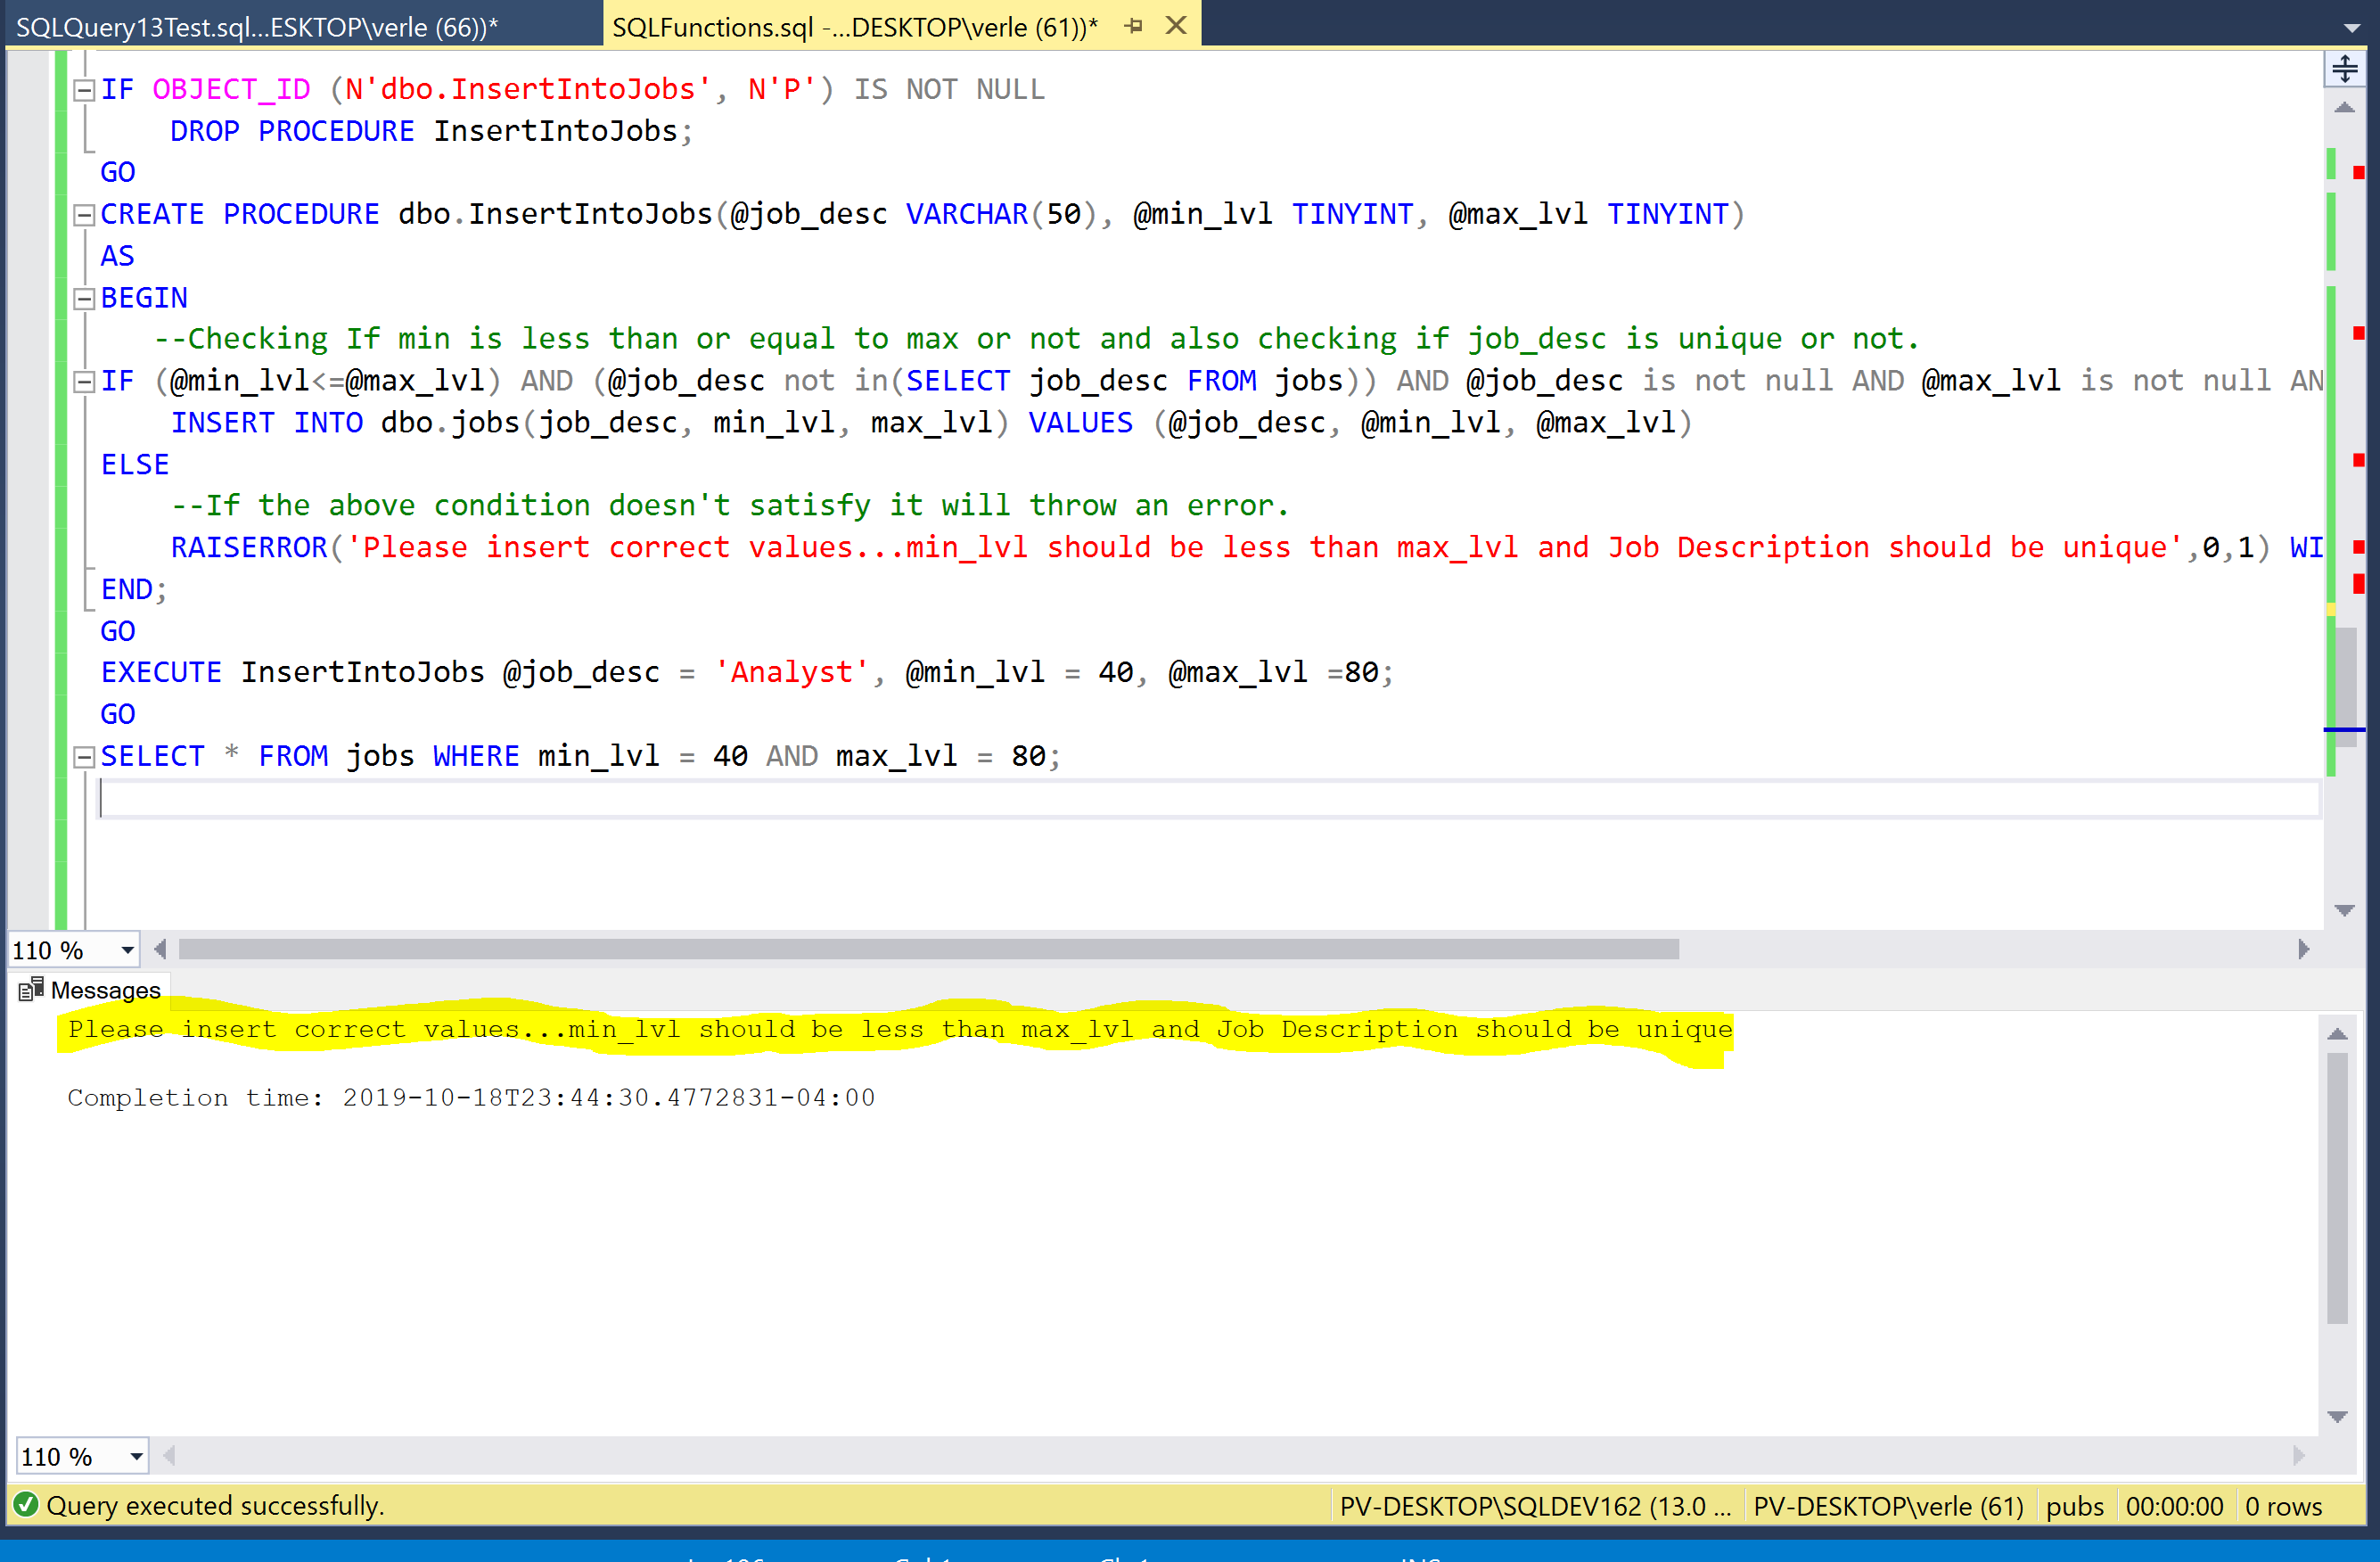 SQLQuery13Test.sql...ESKTOP\verle (66))*
SQLFunctions.sql -...DESKTOP\verle (61))*
IF OBJECT_ID (N'dbo.InsertIntoJobs', N'P') IS NOT NULL
DROP PROCEDURE InsertIntoJobs;
GO
CREATE PROCEDURE dbo.InsertIntoJobs(@job_desc VARCHAR(50), @min_lvl TINYINT, @max_lvl TINYINT)
AS
BEGIN
--Checking If min is less than or equal to max or not and also checking if job_desc is unique or not.
IF (@min_lvl<=@max_lvl) AND (@job_desc not in(SELECT job_desc FROM jobs)) AND @job_desc is not null AND @max_lvl is not null AN
INSERT INTO dbo.jobs(job_desc, min_lvl, max_lvl) VALUES (@job_desc, @min_lvl, @max_lvl)
ELSE
--If the above condition doesn't satisfy it will throw an error.
RAISERROR('Please insert correct values...min_lvl should be less than max_lvl and Job Description should be unique',0,1) WI
END;
GO
EXECUTE InsertIntoJobs @job_desc = 'Analyst', @min_lvl = 40, @max_lvl =80;
GO
SELECT * FROM jobs WHERE min_lvl = 40 AND max_lvl = 80;
110 %
Messages
Please insert correct values...min_lvl should be less than max_lvl and Job Description should be unique
Completion time: 2019-10-18T23:44:30.4772831-04:00
110 %
Query executed successfully.
PV-DESKTOP\SQLDEV162 (13.0 ...
PV-DESKTOP\verle (61)
pubs
00:00:00
0 rows